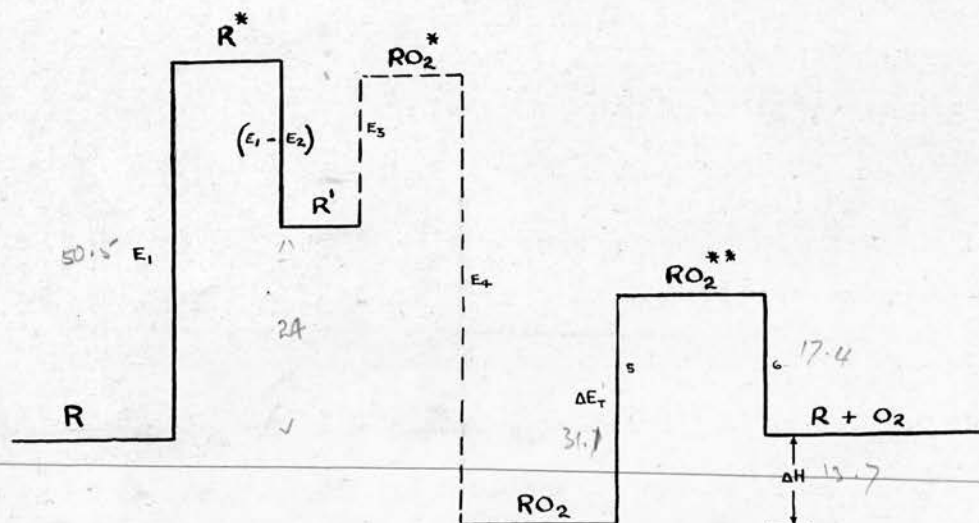 R*
RO₂*
(E₁ - E₂)
E₃
R'
50.5 E₁
E₄
RO₂**
24
5
6
17.4
ΔE_T
31.1
R
R + O₂
ΔH
RO₂